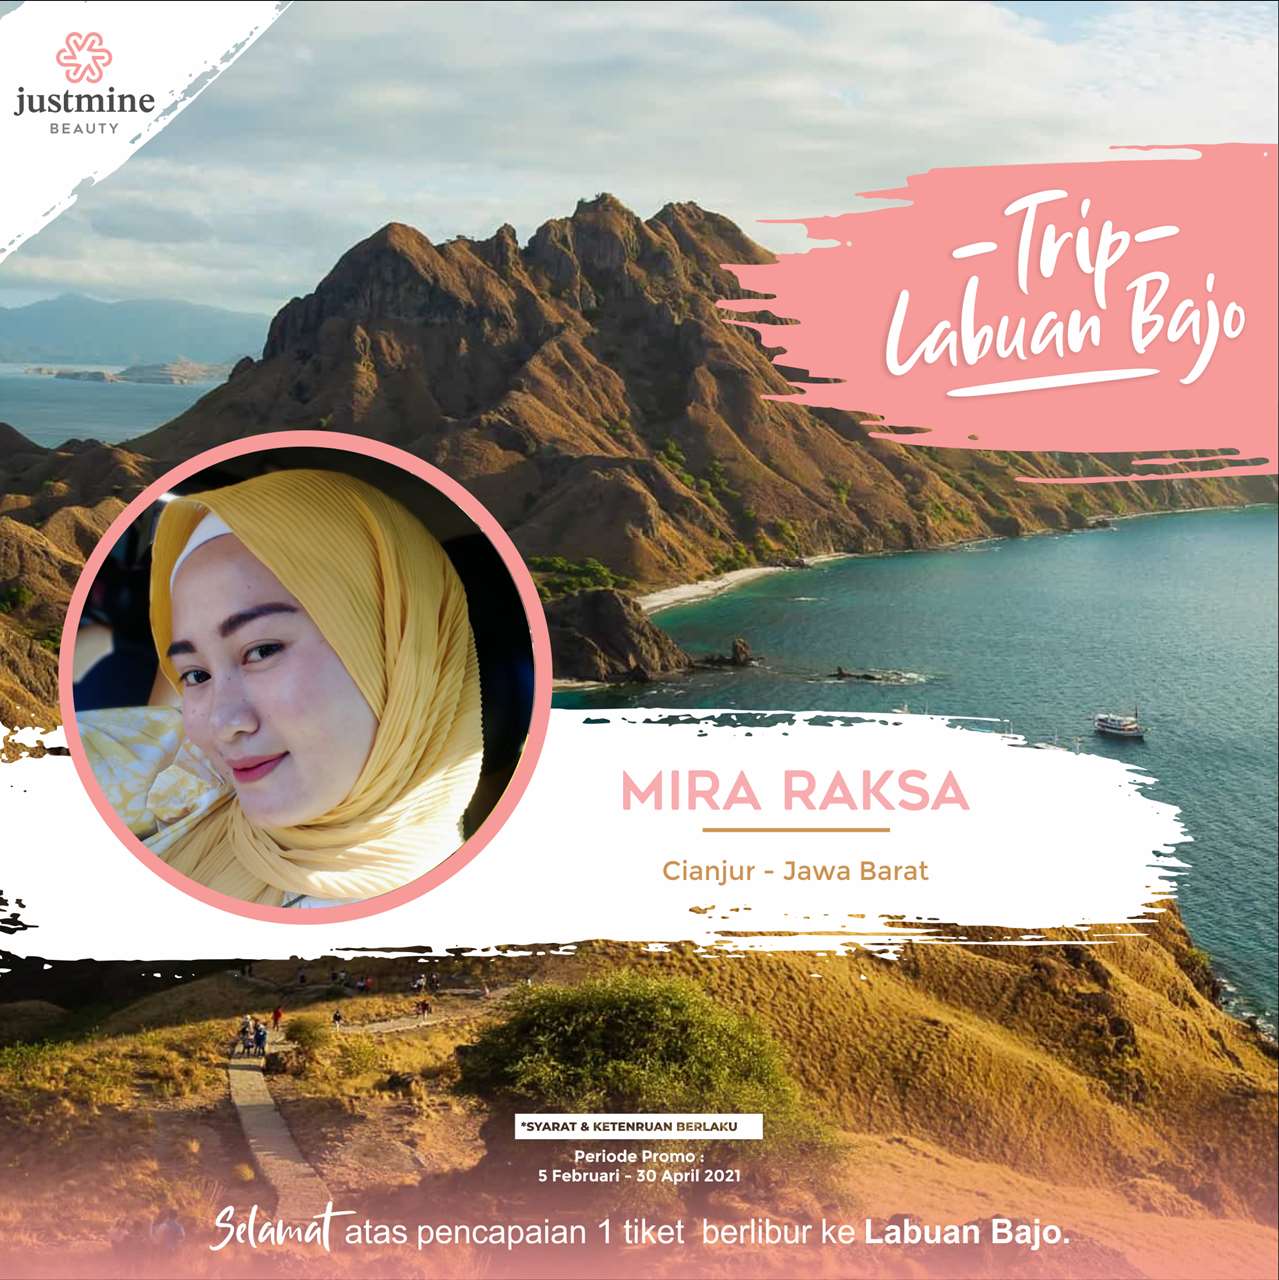 justmine
BEAUTY
-Trip-
Labuan Bajo
MIRA RAKSA
Cianjur - Jawa Barat
*SYARAT & KETENRUAN BERLAKU
Periode Promo :
5 Februari - 30 April 2021
Selamat atas pencapaian 1 tiket berlibur ke Labuan Bajo.